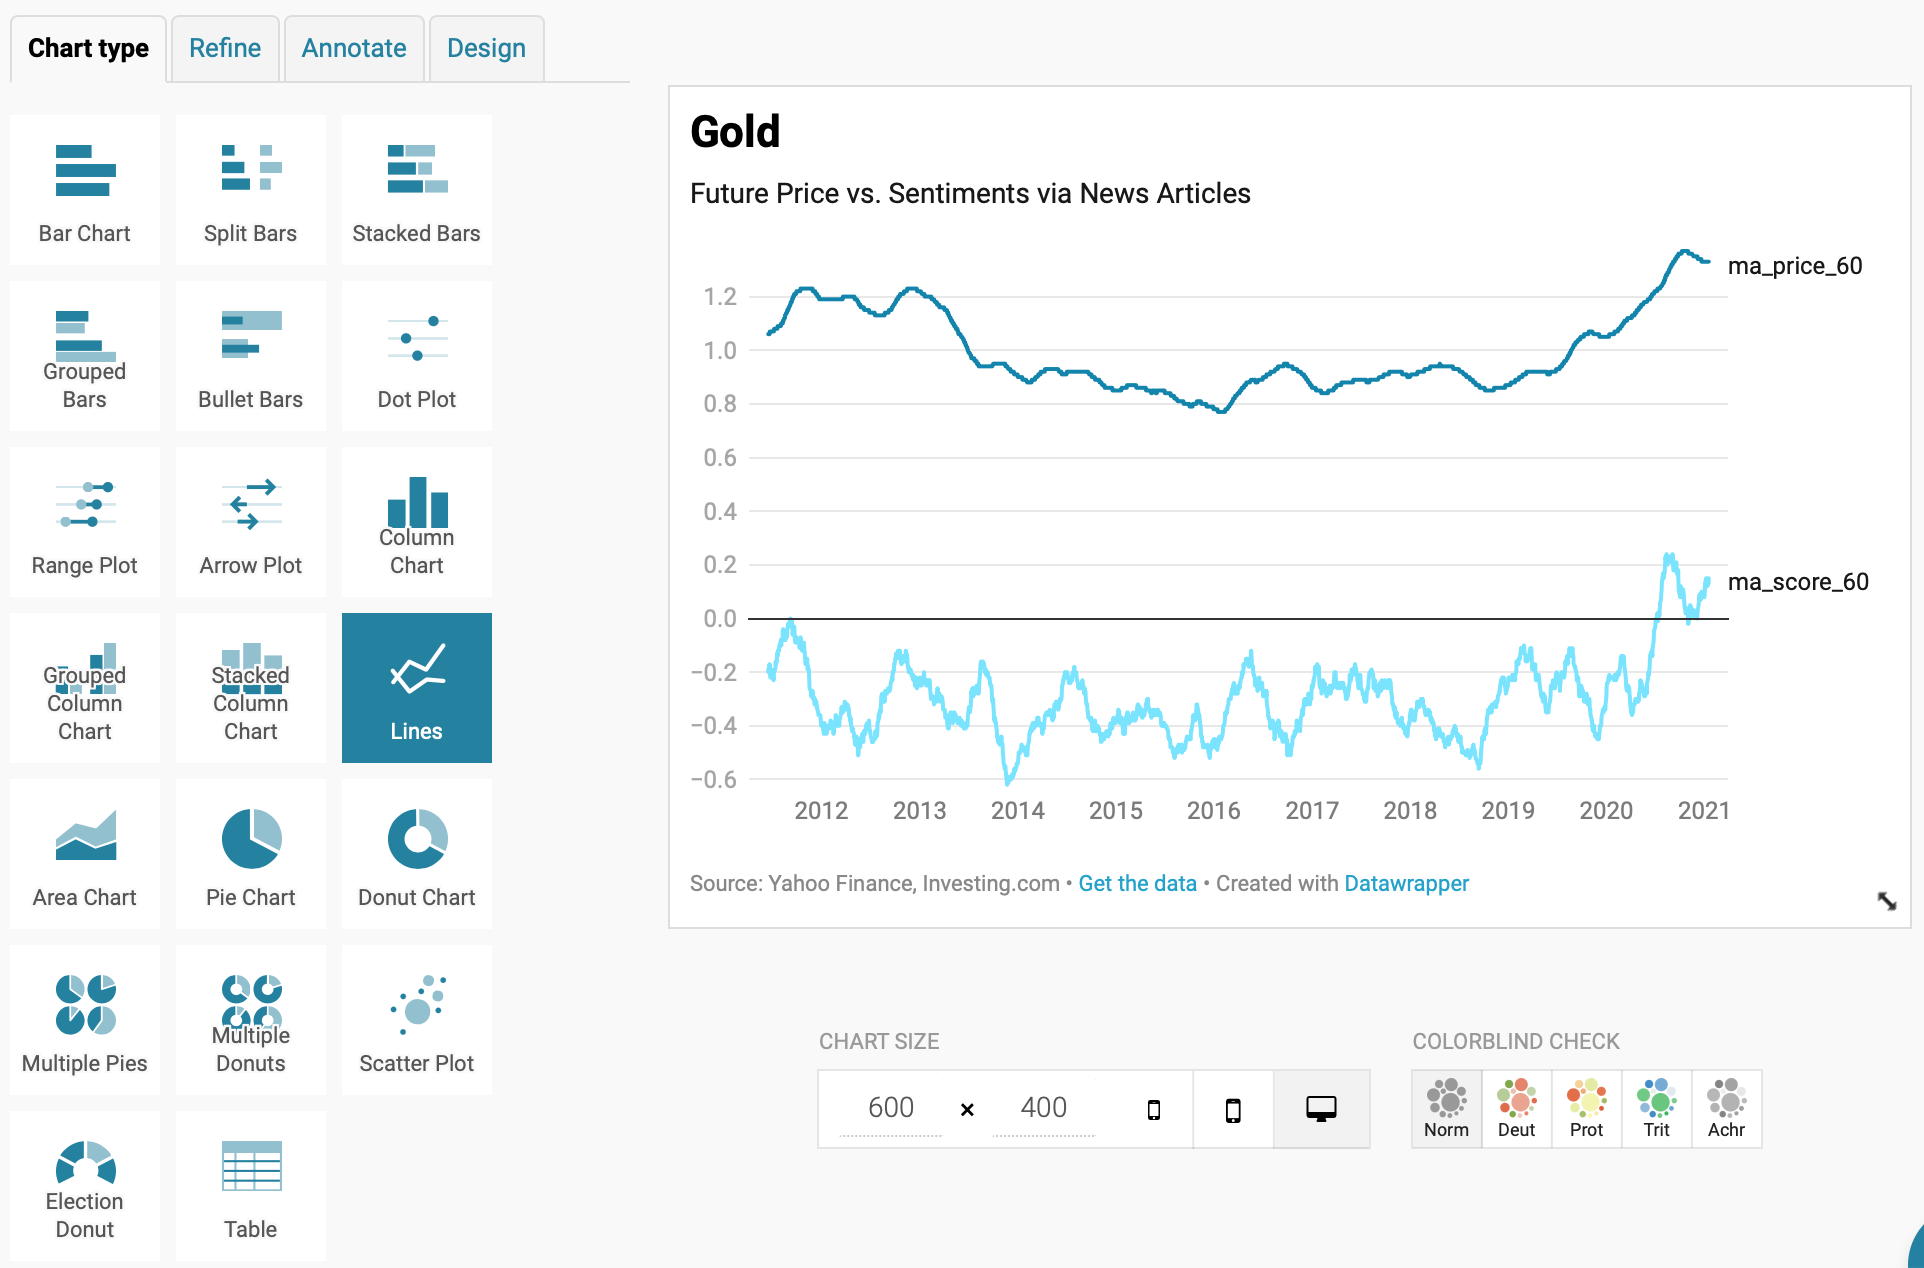 Chart type
Refine
Annotate
Design
Bar Chart
Split Bars
Stacked Bars
Grouped
Bars
Bullet Bars
Dot Plot
Range Plot
Arrow Plot
Column
Chart
Grouped
Column
Chart
Stacked
Column
Chart
Lines
Area Chart
Pie Chart
Donut Chart
Multiple Pies
Multiple
Donuts
Scatter Plot
Election
Donut
Table
Gold
Future Price vs. Sentiments via News Articles
ma_price_60
1.2
1.0
0.8
0.6
0.4
0.2
ma_score_60
0.0
−0.2
−0.4
−0.6
2012 2013 2014 2015 2016 2017 2018 2019 2020 2021
Source: Yahoo Finance, Investing.com • Get the data • Created with Datawrapper
CHART SIZE
600 × 400
COLORBLIND CHECK
Norm Deut Prot Trit Achr